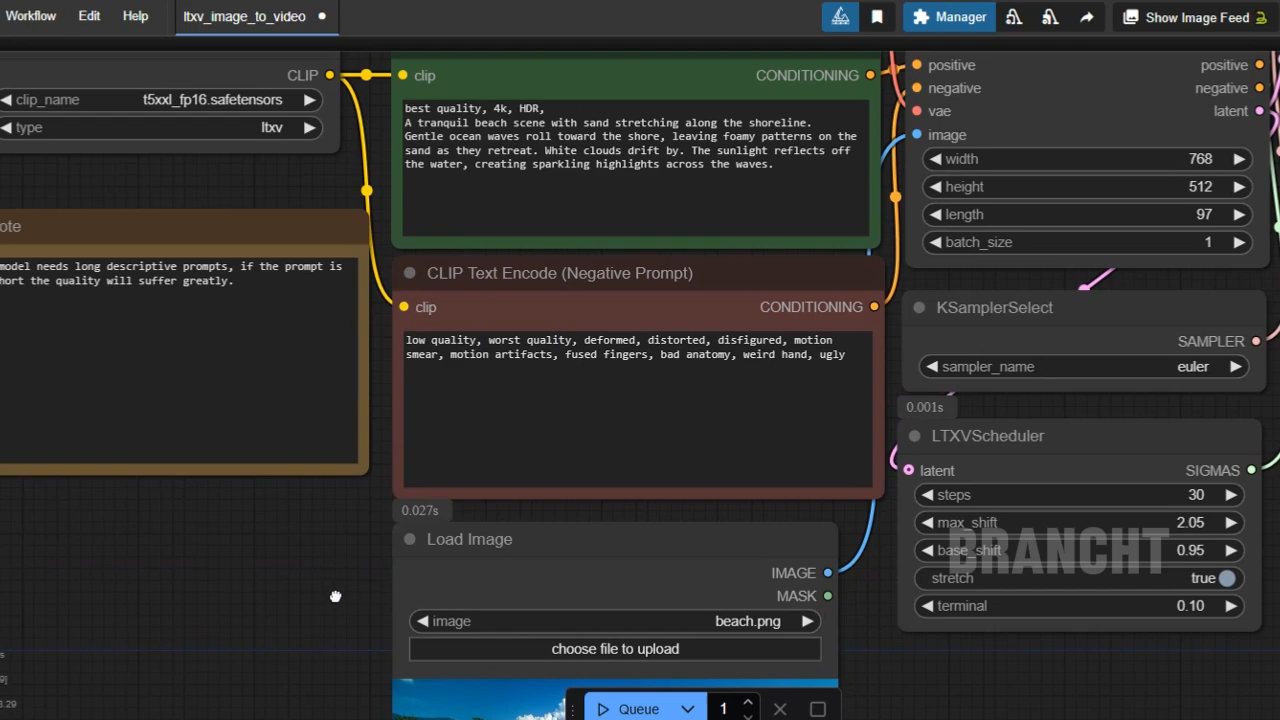 Workflow Edit Help ltxv_image_to_video Manager Show Image Feed
CLIP
clip_name t5xxl_fp16.safetensors
type ltxv
ote
model needs long descriptive prompts, if the prompt is
hort the quality will suffer greatly.
clip CONDITIONING
best quality, 4k, HDR,
A tranquil beach scene with sand stretching along the shoreline.
Gentle ocean waves roll toward the shore, leaving foamy patterns on the
sand as they retreat. White clouds drift by. The sunlight reflects off
the water, creating sparkling highlights across the waves.
CLIP Text Encode (Negative Prompt)
clip CONDITIONING
low quality, worst quality, deformed, distorted, disfigured, motion
smear, motion artifacts, fused fingers, bad anatomy, weird hand, ugly
0.027s
Load Image
IMAGE
MASK
image beach.png
choose file to upload
Queue 1
positive positive
negative negative
vae latent
image
width 768
height 512
length 97
batch_size 1
KSamplerSelect
SAMPLER
sampler_name euler
0.001s
LTXVScheduler
latent SIGMAS
steps 30
max_shift 2.05
base_shift 0.95
stretch true
terminal 0.10
BRANCHT
s
9]
3.29